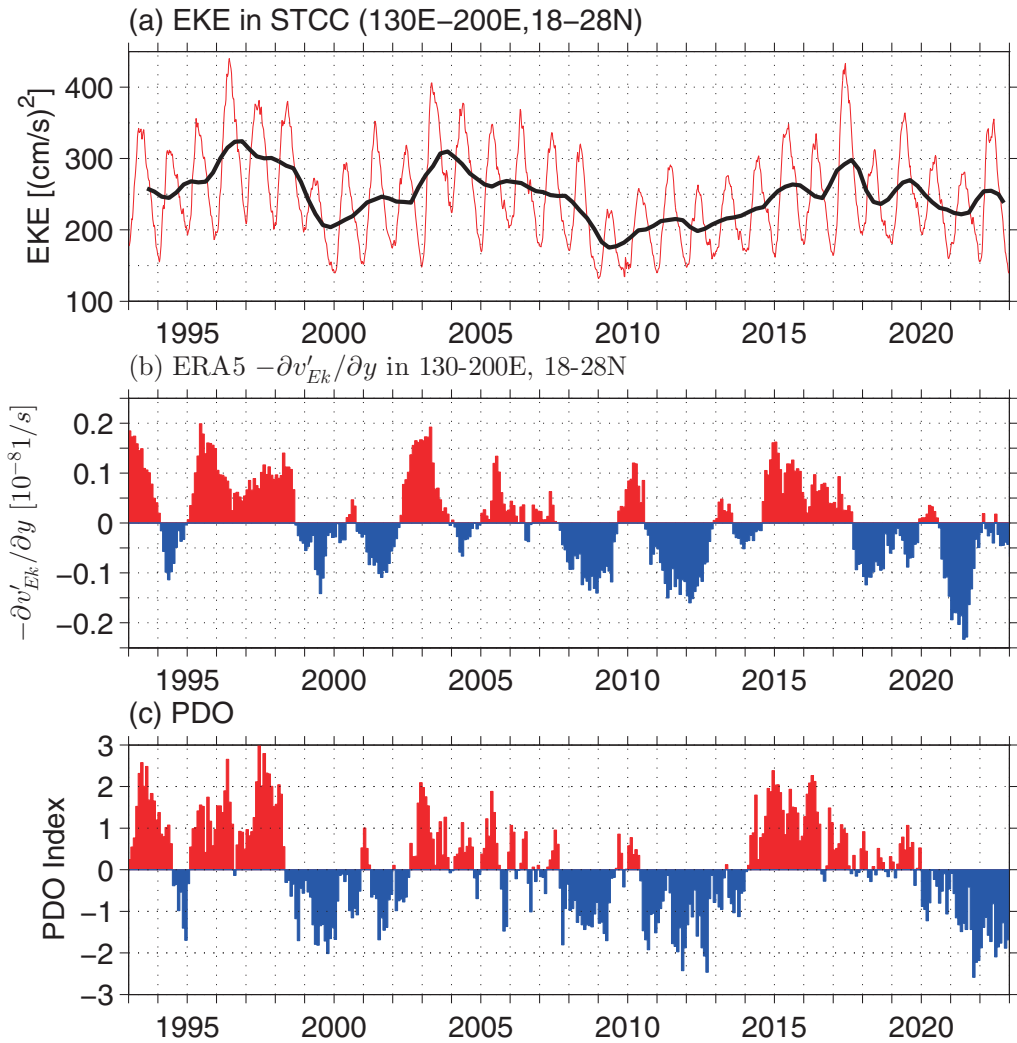 (a) EKE in STCC (130E−200E,18−28N)
EKE [(cm/s)²]
400
300
200
100
1995 2000 2005 2010 2015 2020
(b) ERA5 −∂v′_Ek/∂y in 130-200E, 18-28N
−∂v′_Ek/∂y [10⁻⁸1/s]
0.2
0.1
0
−0.1
−0.2
1995 2000 2005 2010 2015 2020
(c) PDO
PDO Index
3
2
1
0
−1
−2
−3
1995 2000 2005 2010 2015 2020